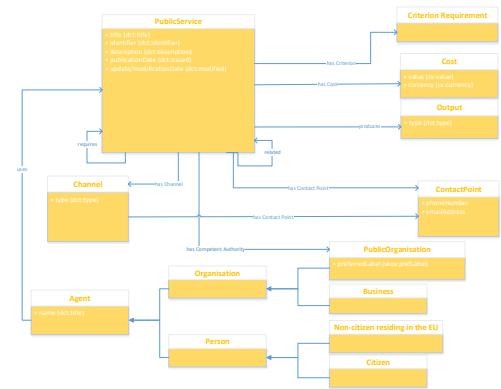 PublicService
+ title {dct:title}
+ identifier {dct:identifier}
+ description {dct:description}
+ publicationDate {dct:issued}
+ update/modificationDate {dct:modified}
Criterion Requirement
has Criterion
Cost
+ value {cv:value}
+ currency {cv:currency}
has Cost
Output
+ type {dct:type}
produces
requires
related
uses
Channel
+ type {dct:type}
has Channel
has Contact Point
ContactPoint
+ phoneNumber
+ emailAddress
has Contact Point
has Competent Authority
PublicOrganisation
+ preferredLabel {skos:prefLabel}
Organisation
Business
Agent
+ name {dct:title}
Person
Non-citizen residing in the EU
Citizen